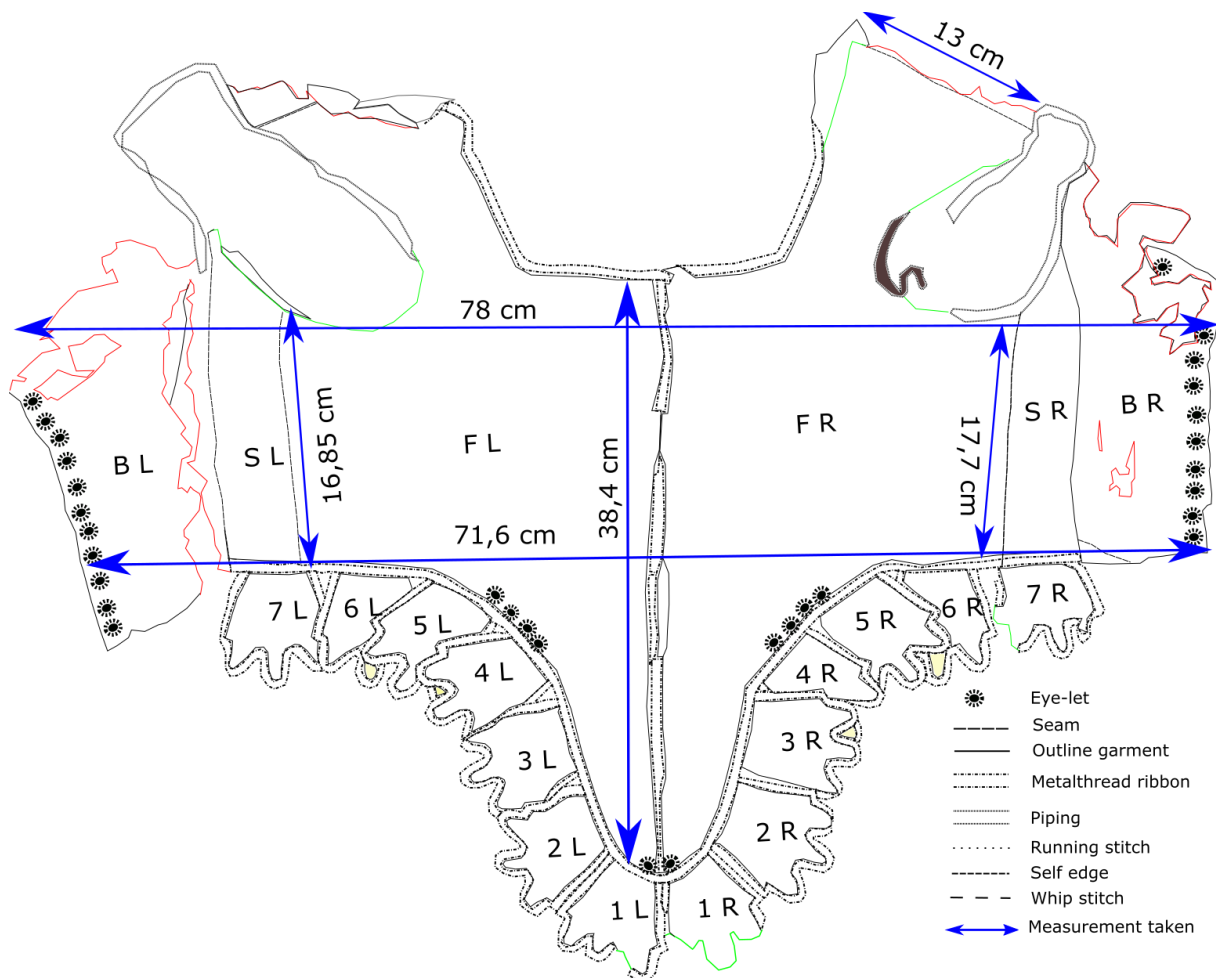 13 cm
78 cm
16,85 cm
38,4 cm
17,7 cm
71,6 cm
B L
S L
F L
F R
S R
B R
7 L
6 L
5 L
4 L
3 L
2 L
1 L
1 R
2 R
3 R
4 R
5 R
6 R
7 R
Eye-let
Seam
Outline garment
Metalthread ribbon
Piping
Running stitch
Self edge
Whip stitch
Measurement taken